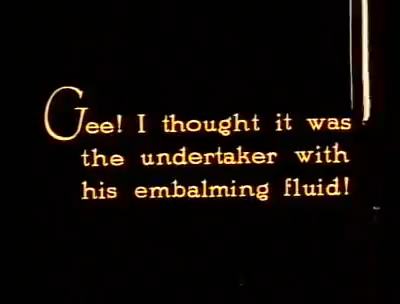 Gee! I thought it was
the undertaker with
his embalming fluid!